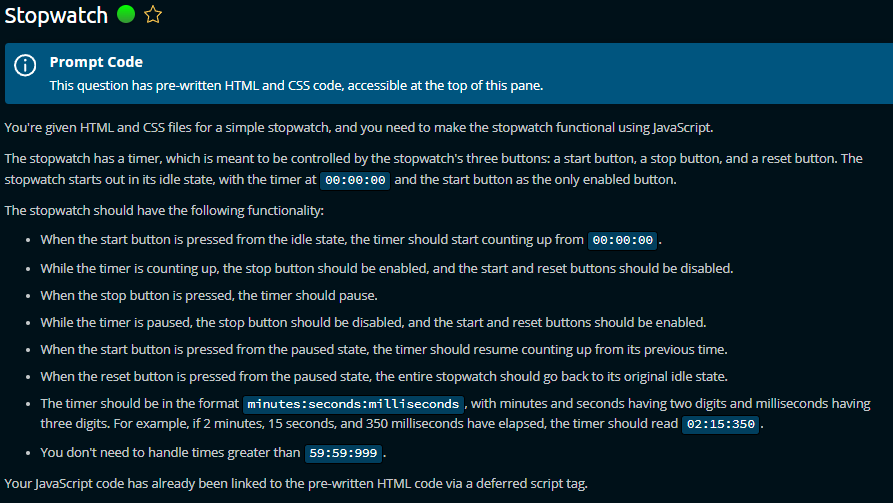 Stopwatch
Prompt Code
This question has pre-written HTML and CSS code, accessible at the top of this pane.
You're given HTML and CSS files for a simple stopwatch, and you need to make the stopwatch functional using JavaScript.
The stopwatch has a timer, which is meant to be controlled by the stopwatch's three buttons: a start button, a stop button, and a reset button. The
stopwatch starts out in its idle state, with the timer at 00:00:00 and the start button as the only enabled button.
The stopwatch should have the following functionality:
• When the start button is pressed from the idle state, the timer should start counting up from 00:00:00 .
• While the timer is counting up, the stop button should be enabled, and the start and reset buttons should be disabled.
• When the stop button is pressed, the timer should pause.
• While the timer is paused, the stop button should be disabled, and the start and reset buttons should be enabled.
• When the start button is pressed from the paused state, the timer should resume counting up from its previous time.
• When the reset button is pressed from the paused state, the entire stopwatch should go back to its original idle state.
• The timer should be in the format minutes:seconds:milliseconds , with minutes and seconds having two digits and milliseconds having
three digits. For example, if 2 minutes, 15 seconds, and 350 milliseconds have elapsed, the timer should read 02:15:350 .
• You don't need to handle times greater than 59:59:999 .
Your JavaScript code has already been linked to the pre-written HTML code via a deferred script tag.